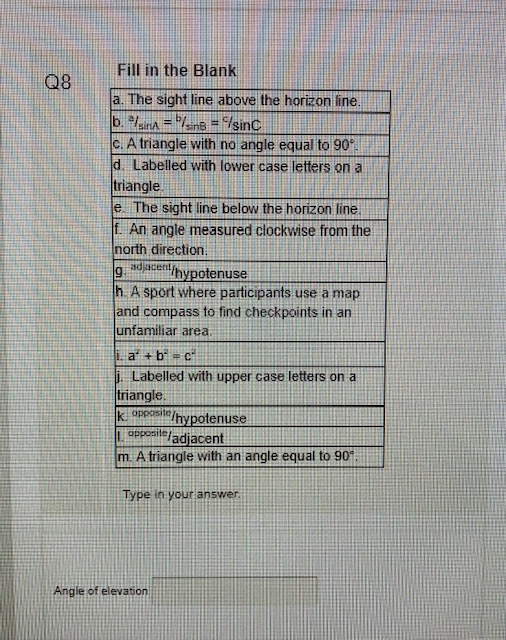 Q8
Fill in the Blank
a. The sight line above the horizon line.
b. a/sinA = b/sinB = c/sinC
c. A triangle with no angle equal to 90°.
d. Labelled with lower case letters on a
triangle.
e. The sight line below the horizon line.
f. An angle measured clockwise from the
north direction.
g. adjacent/hypotenuse
h. A sport where participants use a map
and compass to find checkpoints in an
unfamiliar area.
i. a² + b² = c²
j. Labelled with upper case letters on a
triangle.
k. opposite/hypotenuse
l. opposite/adjacent
m. A triangle with an angle equal to 90°.
Type in your answer.
Angle of elevation